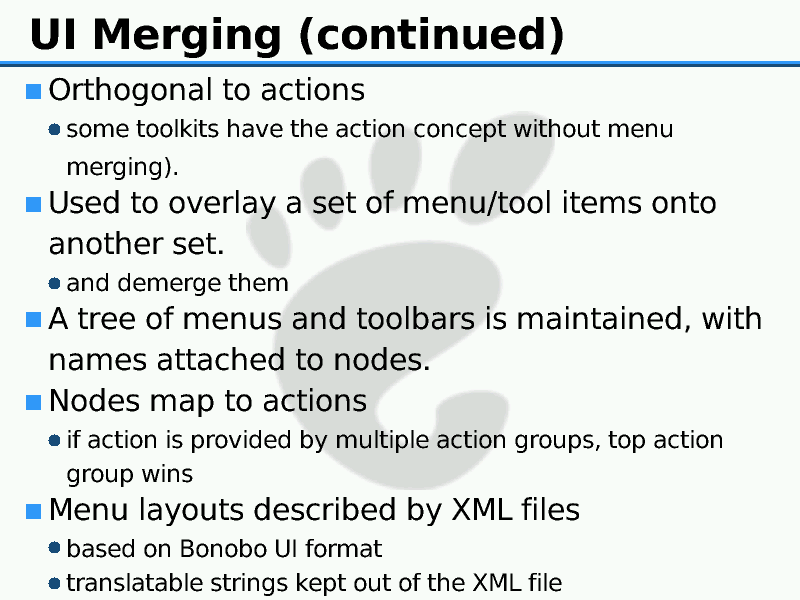 UI Merging (continued)
Orthogonal to actions
some toolkits have the action concept without menu
merging).
Used to overlay a set of menu/tool items onto
another set.
and demerge them
A tree of menus and toolbars is maintained, with
names attached to nodes.
Nodes map to actions
if action is provided by multiple action groups, top action
group wins
Menu layouts described by XML files
based on Bonobo UI format
translatable strings kept out of the XML file